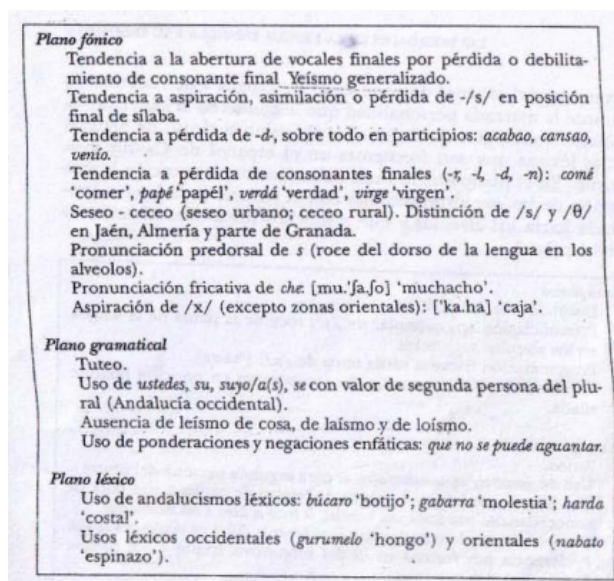 Plano fónico
Tendencia a la abertura de vocales finales por pérdida o debilita-
miento de consonante final. Yeísmo generalizado.
Tendencia a aspiración, asimilación o pérdida de -/s/ en posición
final de sílaba.
Tendencia a pérdida de -d-, sobre todo en participios: acabao, cansao,
venío.
Tendencia a pérdida de consonantes finales (-r, -l, -d, -n): comé
‘comer’, papé ‘papél’, verdá ‘verdad’, virge ‘virgen’.
Seseo - ceceo (seseo urbano; ceceo rural). Distinción de /s/ y /θ/
en Jaén, Almería y parte de Granada.
Pronunciación predorsal de s (roce del dorso de la lengua en los
alveolos).
Pronunciación fricativa de che: [mu.ˈʃa.ʃo] ‘muchacho’.
Aspiración de /x/ (excepto zonas orientales): [ˈka.ha] ‘caja’.
Plano gramatical
Tuteo.
Uso de ustedes, su, suyo/a(s), se con valor de segunda persona del plu-
ral (Andalucía occidental).
Ausencia de leísmo de cosa, de laísmo y de loísmo.
Uso de ponderaciones y negaciones enfáticas: que no se puede aguantar.
Plano léxico
Uso de andalucismos léxicos: búcaro ‘botijo’; gabarra ‘molestia’; harda
‘costal’.
Usos léxicos occidentales (gurumelo ‘hongo’) y orientales (nabato
‘espinazo’).